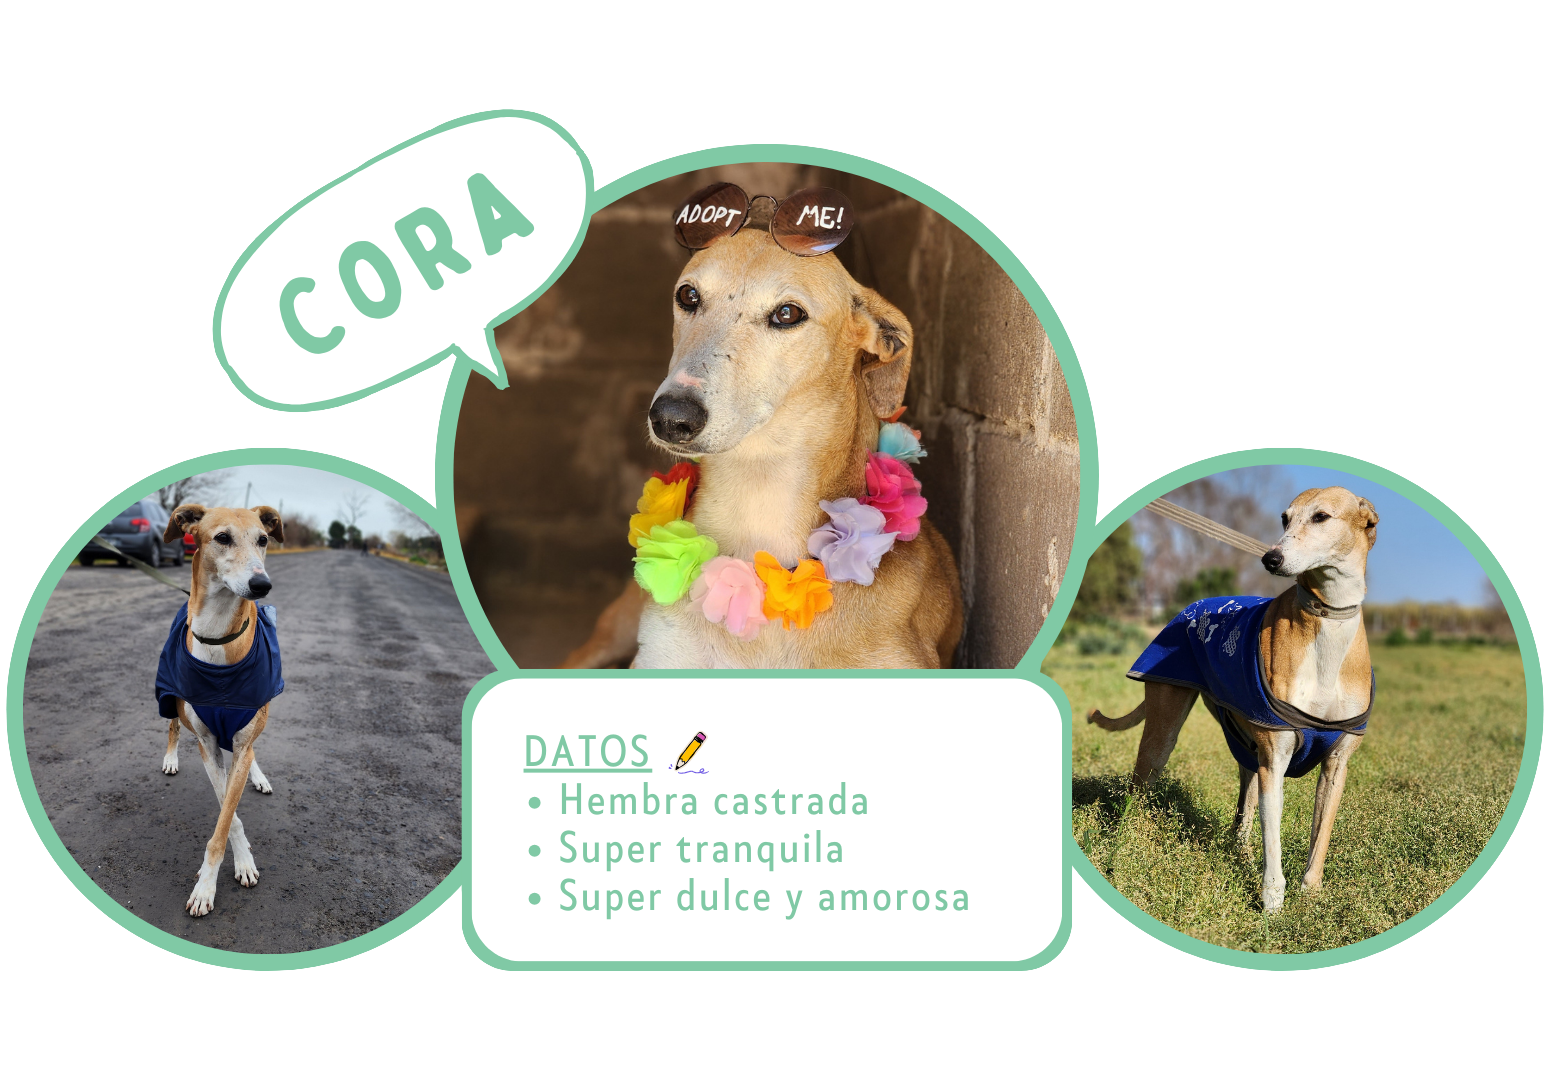 CORA
ADOPT ME!
DATOS
• Hembra castrada
• Super tranquila
• Super dulce y amorosa